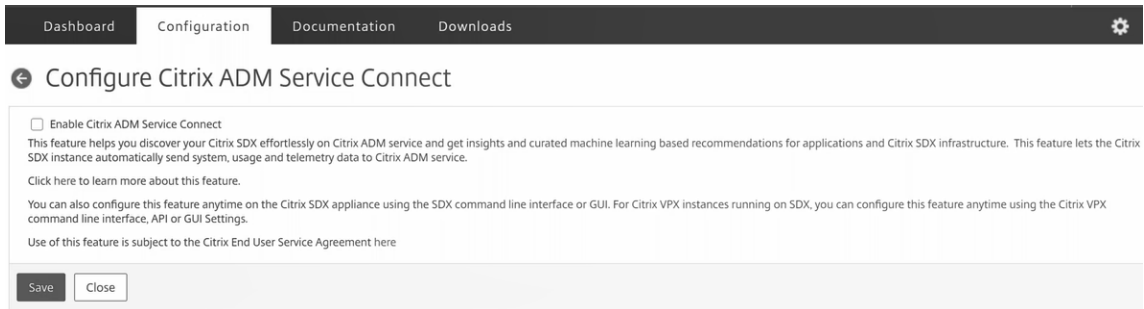 Dashboard Configuration Documentation Downloads
Configure Citrix ADM Service Connect
Enable Citrix ADM Service Connect
This feature helps you discover your Citrix SDX effortlessly on Citrix ADM service and get insights and curated machine learning based recommendations for applications and Citrix SDX infrastructure. This feature lets the Citrix
SDX instance automatically send system, usage and telemetry data to Citrix ADM service.
Click here to learn more about this feature.
You can also configure this feature anytime on the Citrix SDX appliance using the SDX command line interface or GUI. For Citrix VPX instances running on SDX, you can configure this feature anytime using the Citrix VPX
command line interface, API or GUI Settings.
Use of this feature is subject to the Citrix End User Service Agreement here
Save Close